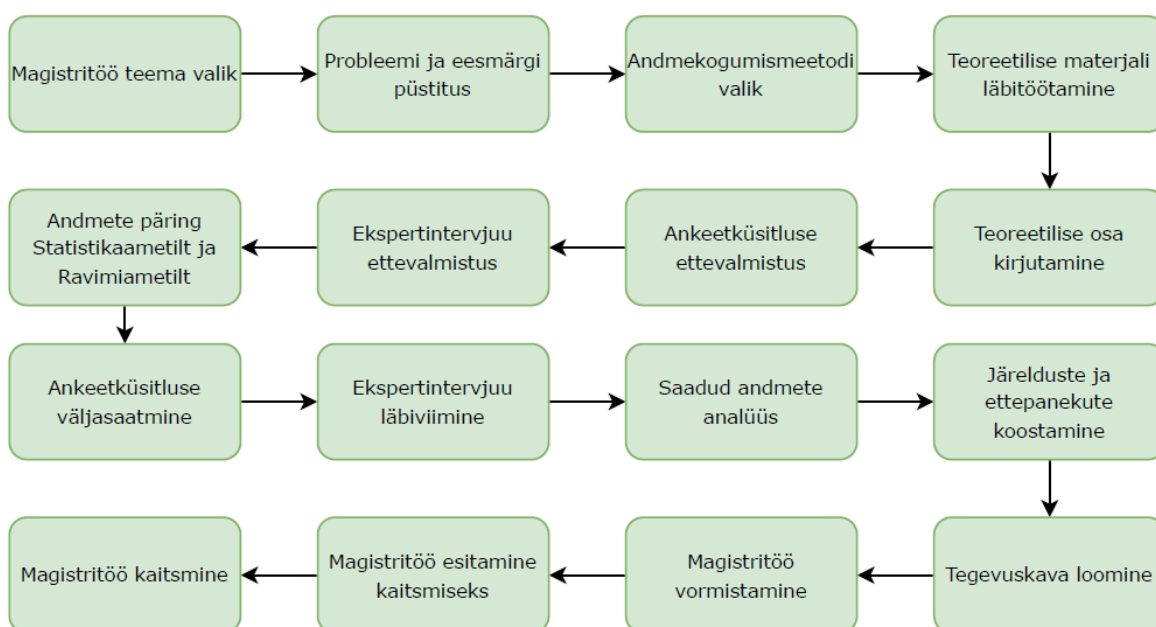 Magistritöö teema valik
Probleemi ja eesmärgi
püstitus
Andmekogumismeetodi
valik
Teoreetilise materjali
läbitöötamine
Teoreetilise osa
kirjutamine
Ankeetküsitluse
ettevalmistus
Ekspertintervjuu
ettevalmistus
Andmete päring
Statistikaametilt ja
Ravimiametilt
Ankeetküsitluse
väljasaatmine
Ekspertintervjuu
läbiviimine
Saadud andmete
analüüs
Järelduste ja
ettepanekute
koostamine
Tegevuskava loomine
Magistritöö
vormistamine
Magistritöö esitamine
kaitsmiseks
Magistritöö kaitsmine